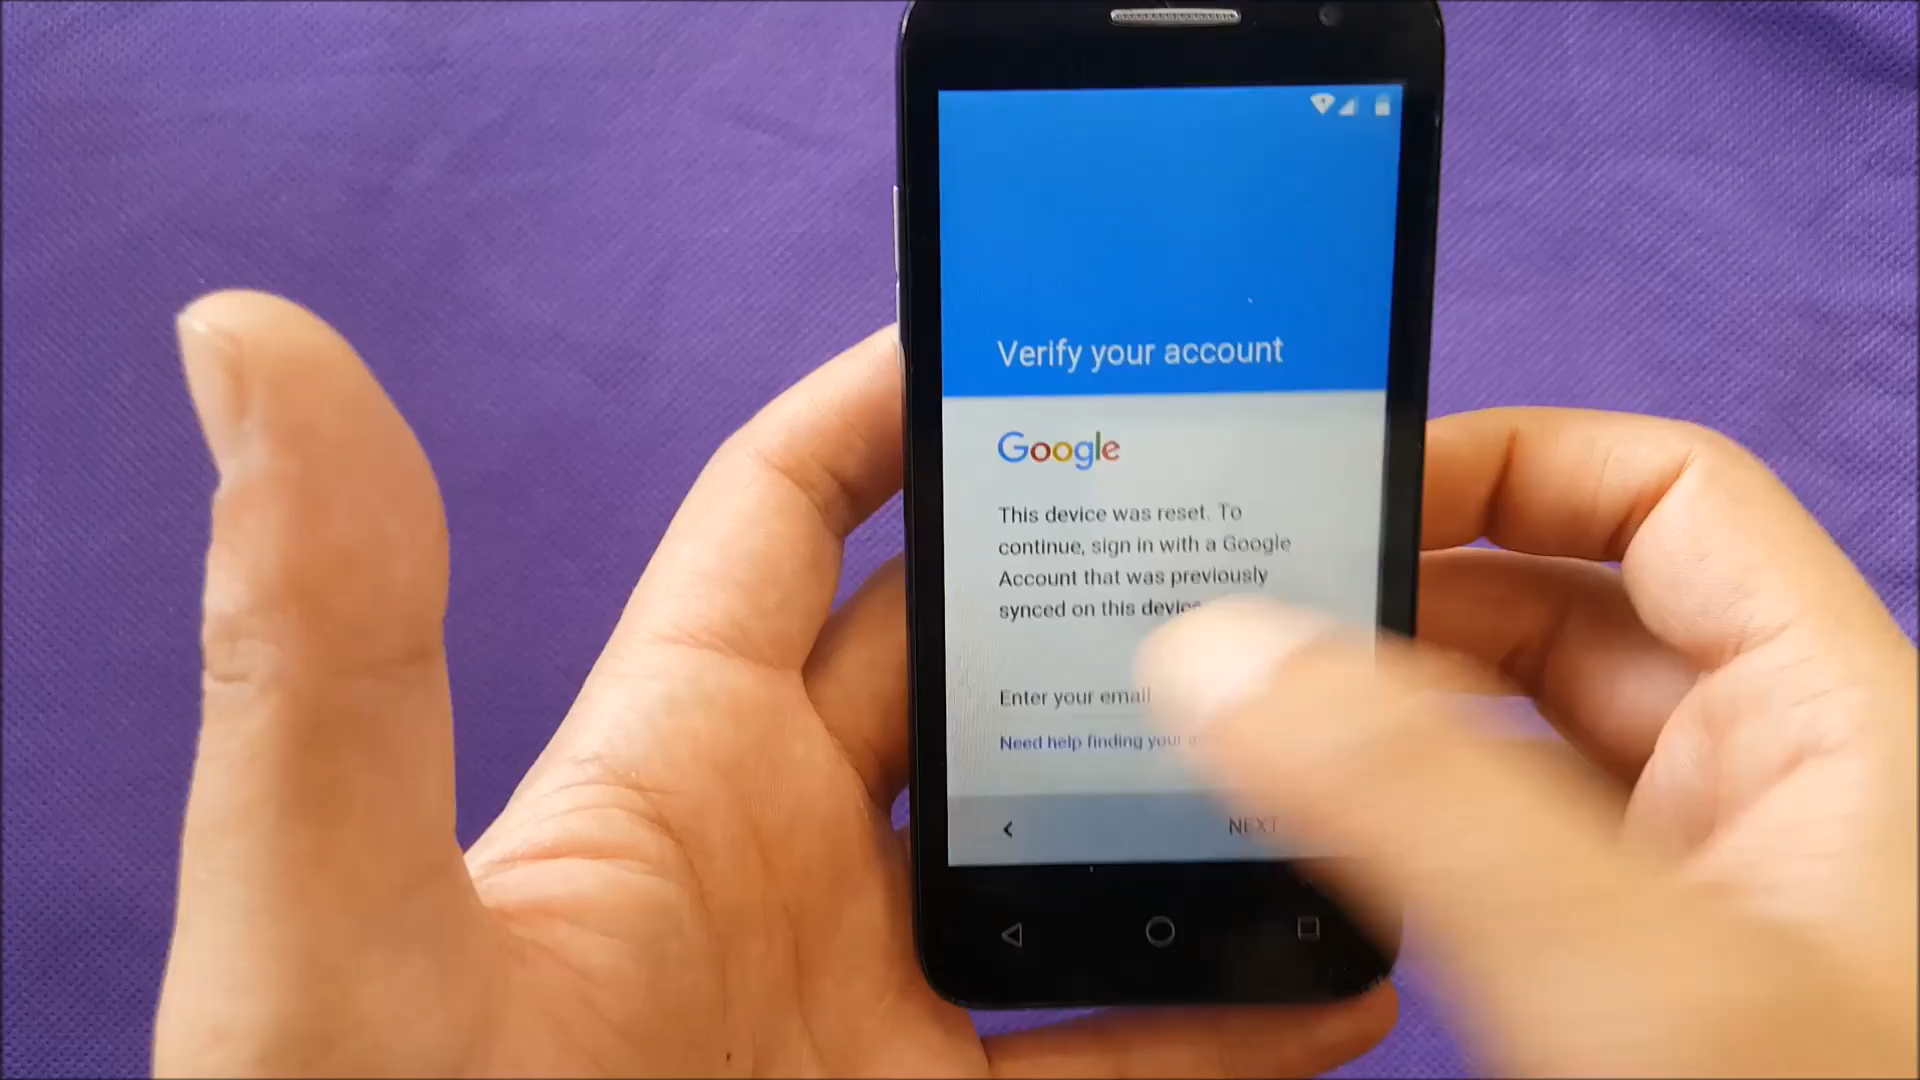 Verify your account
Google
This device was reset. To
continue, sign in with a Google
Account that was previously
synced on this device
Enter your email
Need help finding your
NEXT